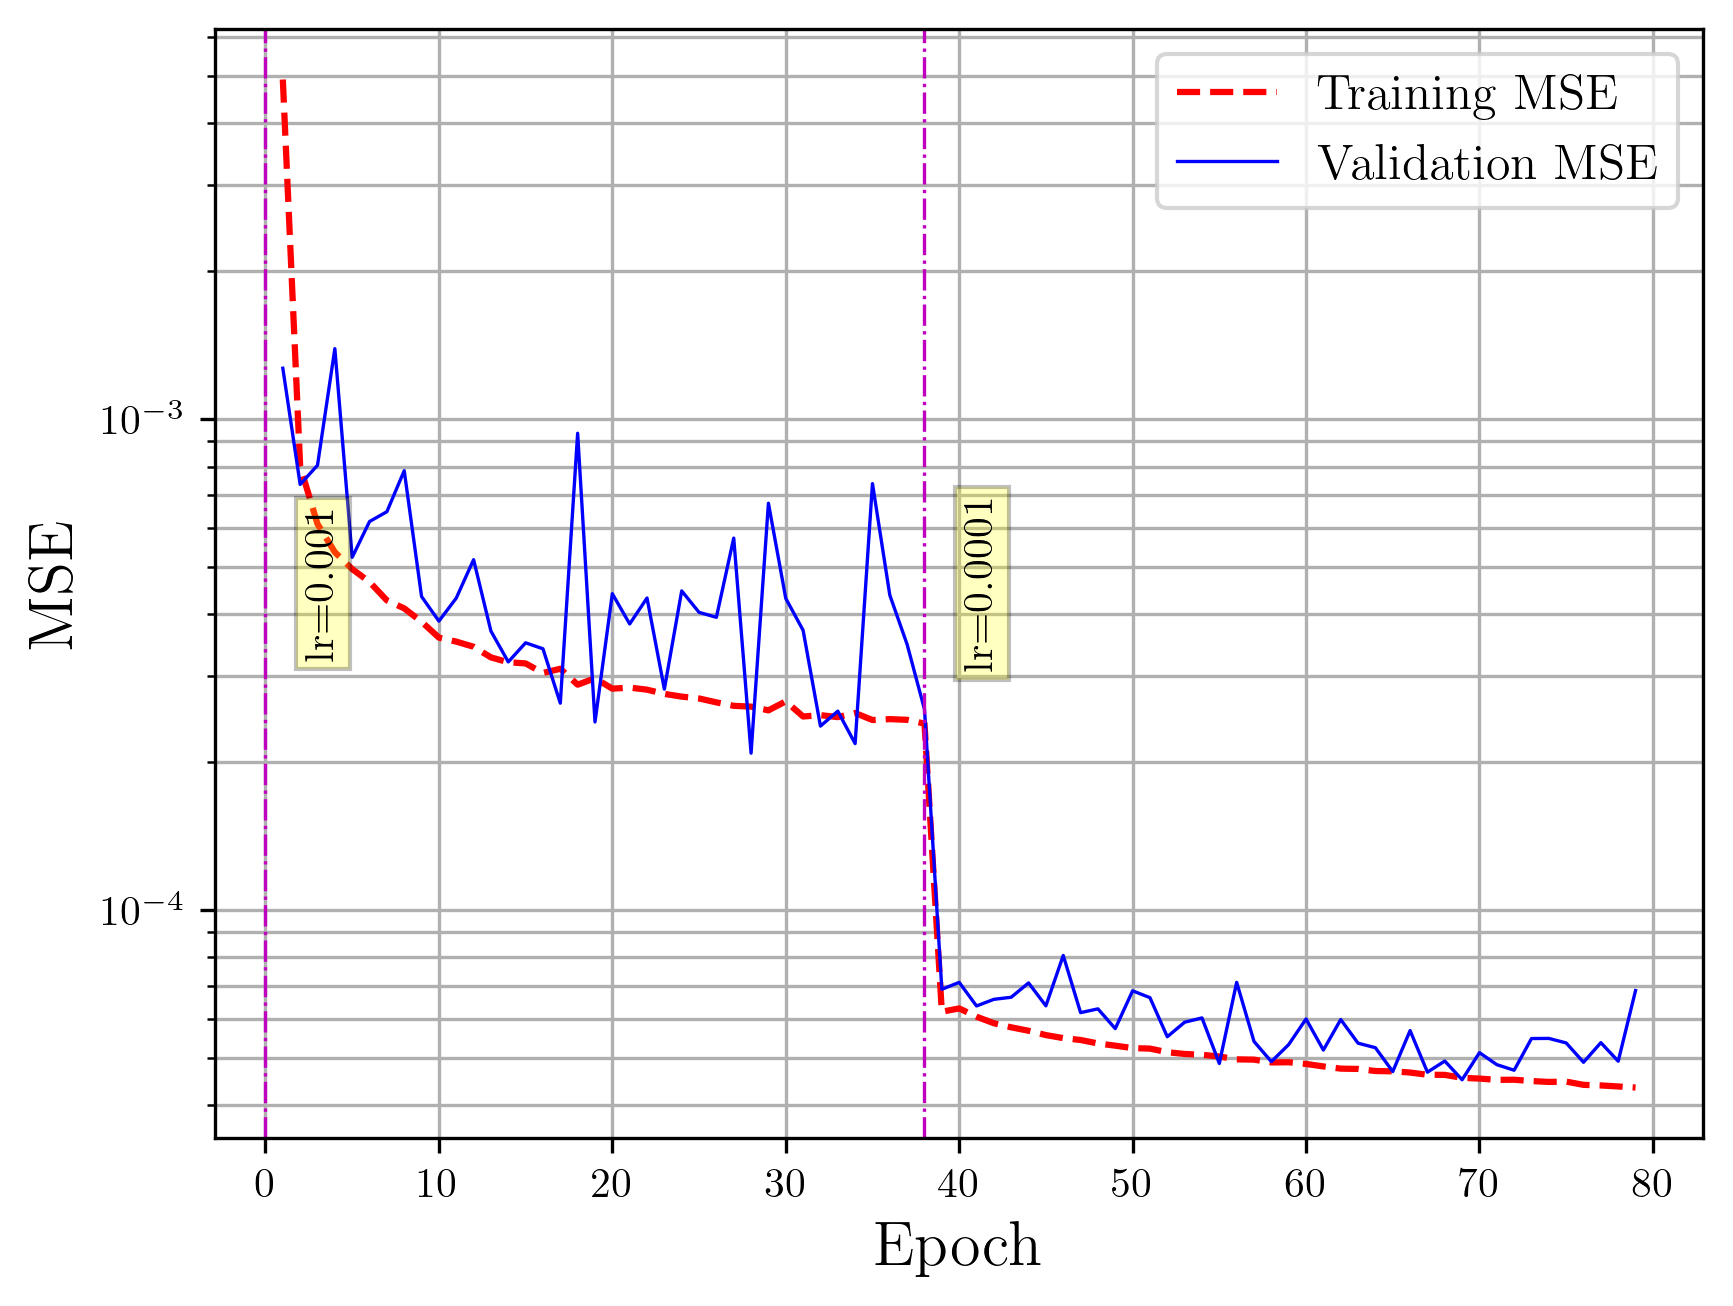 Training MSE
Validation MSE
MSE
10⁻³
10⁻⁴
lr=0.001
lr=0.0001
0 10 20 30 40 50 60 70 80
Epoch